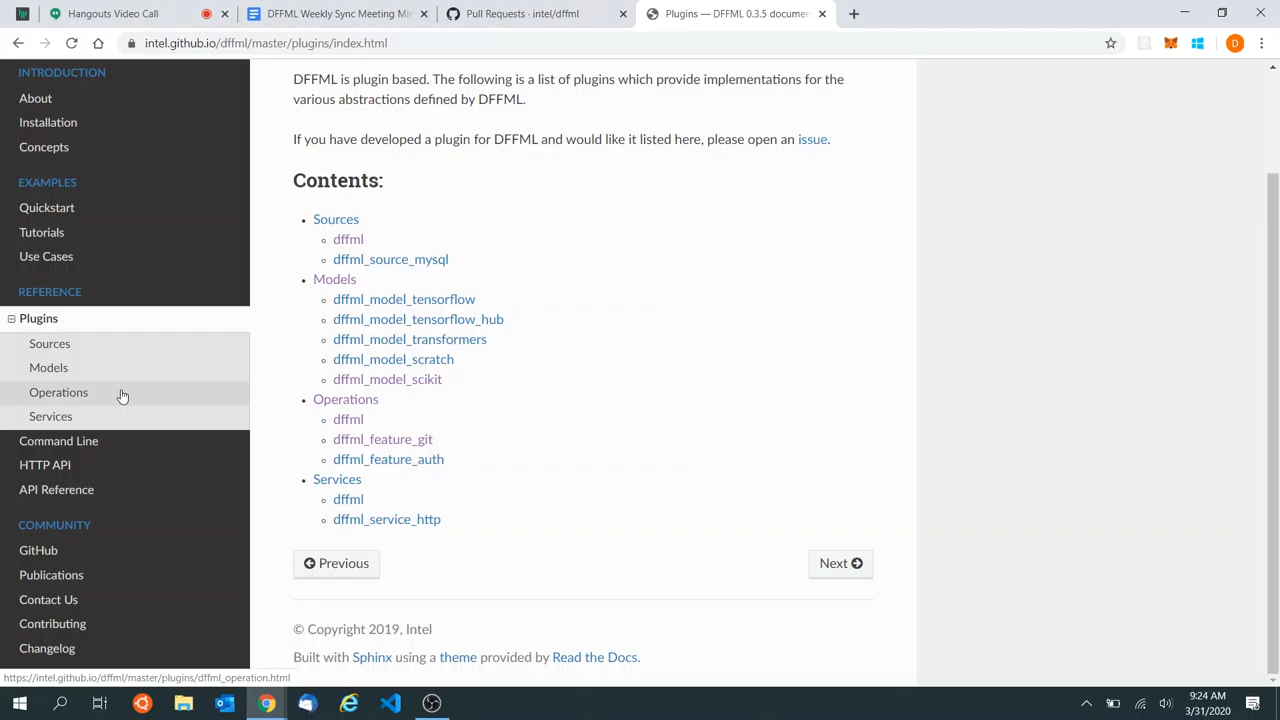 Hangouts Video Call
DFFML Weekly Sync Meeting Mi
Pull Requests · intel/dffml
Plugins — DFFML 0.3.5 documen
intel.github.io/dffml/master/plugins/index.html
D
INTRODUCTION
About
Installation
Concepts
EXAMPLES
Quickstart
Tutorials
Use Cases
REFERENCE
Plugins
Sources
Models
Operations
Services
Command Line
HTTP API
API Reference
COMMUNITY
GitHub
Publications
Contact Us
Contributing
Changelog
DFFML is plugin based. The following is a list of plugins which provide implementations for the
various abstractions defined by DFFML.
If you have developed a plugin for DFFML and would like it listed here, please open an issue.
Contents:
Sources
dffml
dffml_source_mysql
Models
dffml_model_tensorflow
dffml_model_tensorflow_hub
dffml_model_transformers
dffml_model_scratch
dffml_model_scikit
Operations
dffml
dffml_feature_git
dffml_feature_auth
Services
dffml
dffml_service_http
Previous
Next
© Copyright 2019, Intel
Built with Sphinx using a theme provided by Read the Docs.
https://intel.github.io/dffml/master/plugins/dffml_operation.html
9:24 AM
3/31/2020